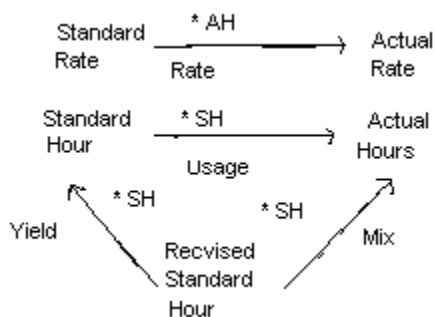 Standard Rate
* AH
Rate
Actual Rate
Standard Hour
* SH
Usage
Actual Hours
Yield
* SH
* SH
Mix
Recvised Standard Hour